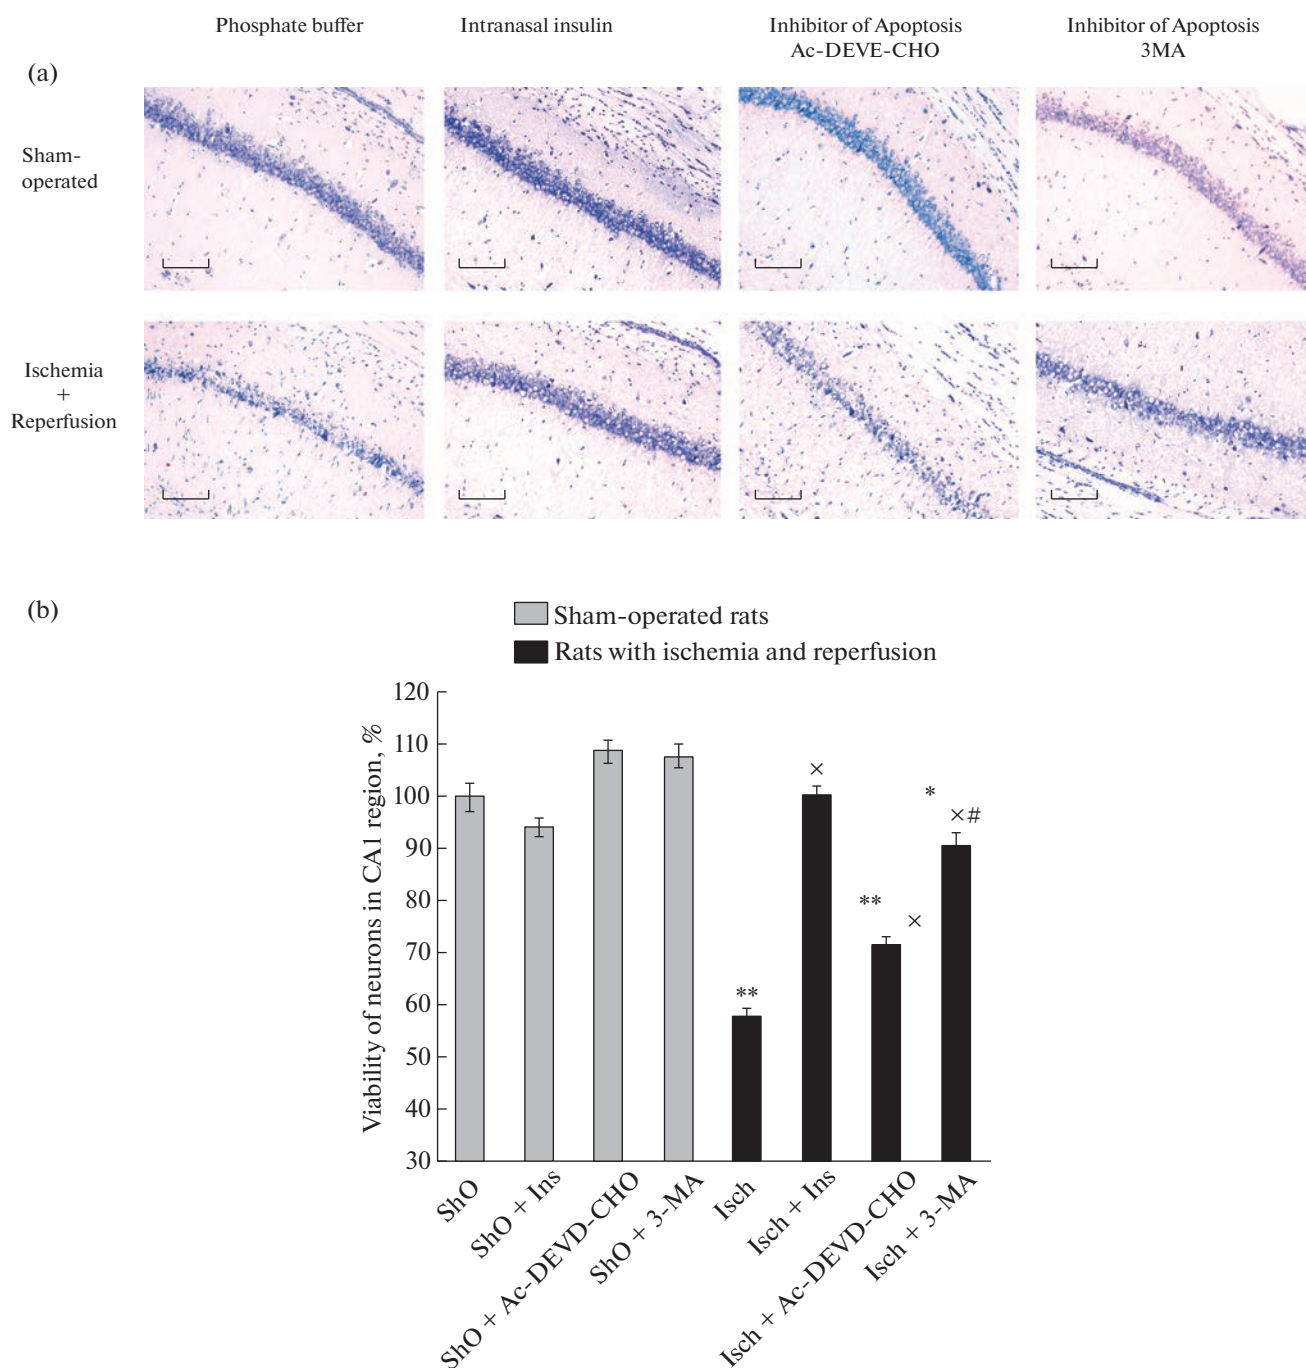 Phosphate buffer
Intranasal insulin
Inhibitor of Apoptosis
Ac-DEVE-CHO
Inhibitor of Apoptosis
3MA
(a)
Sham-
operated
Ischemia
+
Reperfusion
(b)
Sham-operated rats
Rats with ischemia and reperfusion
Viability of neurons in CA1 region, %
120
110
100
90
80
70
60
50
40
30
**
×
**
×
*
×#
ShO
ShO + Ins
ShO + Ac-DEVD-CHO
ShO + 3-MA
Isch
Isch + Ins
Isch + Ac-DEVD-CHO
Isch + 3-MA